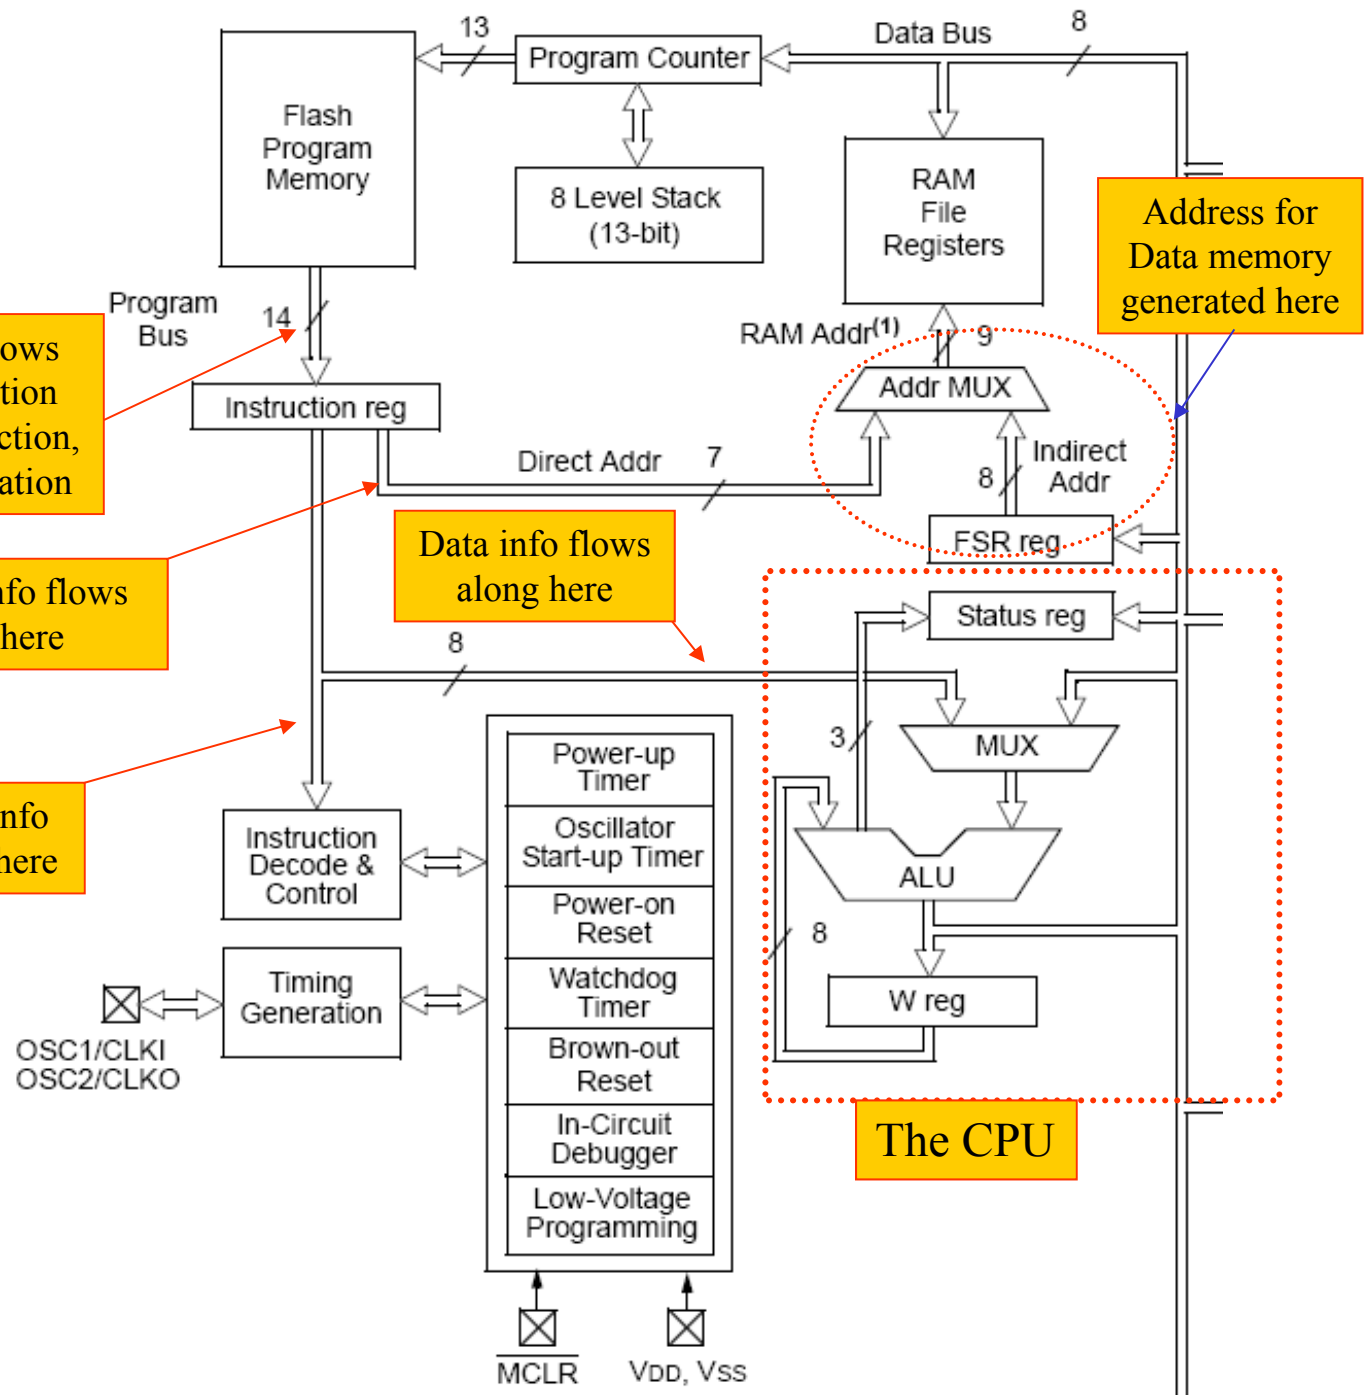 13
Program Counter
Data Bus
8
Flash
Program
Memory
8 Level Stack
(13-bit)
RAM
File
Registers
Address for
Data memory
generated here
Program
Bus
14
RAM Addr(1)
9
Addr MUX
Instruction reg
Direct Addr
7
Indirect
Addr
8
FSR reg
ows
tion
ction,
ation
Data info flows
along here
nfo flows
here
Status reg
8
MUX
3
ALU
8
W reg
The CPU
nfo
here
Instruction
Decode &
Control
Timing
Generation
OSC1/CLKI
OSC2/CLKO
Power-up
Timer
Oscillator
Start-up Timer
Power-on
Reset
Watchdog
Timer
Brown-out
Reset
In-Circuit
Debugger
Low-Voltage
Programming
MCLR
VDD, VSS